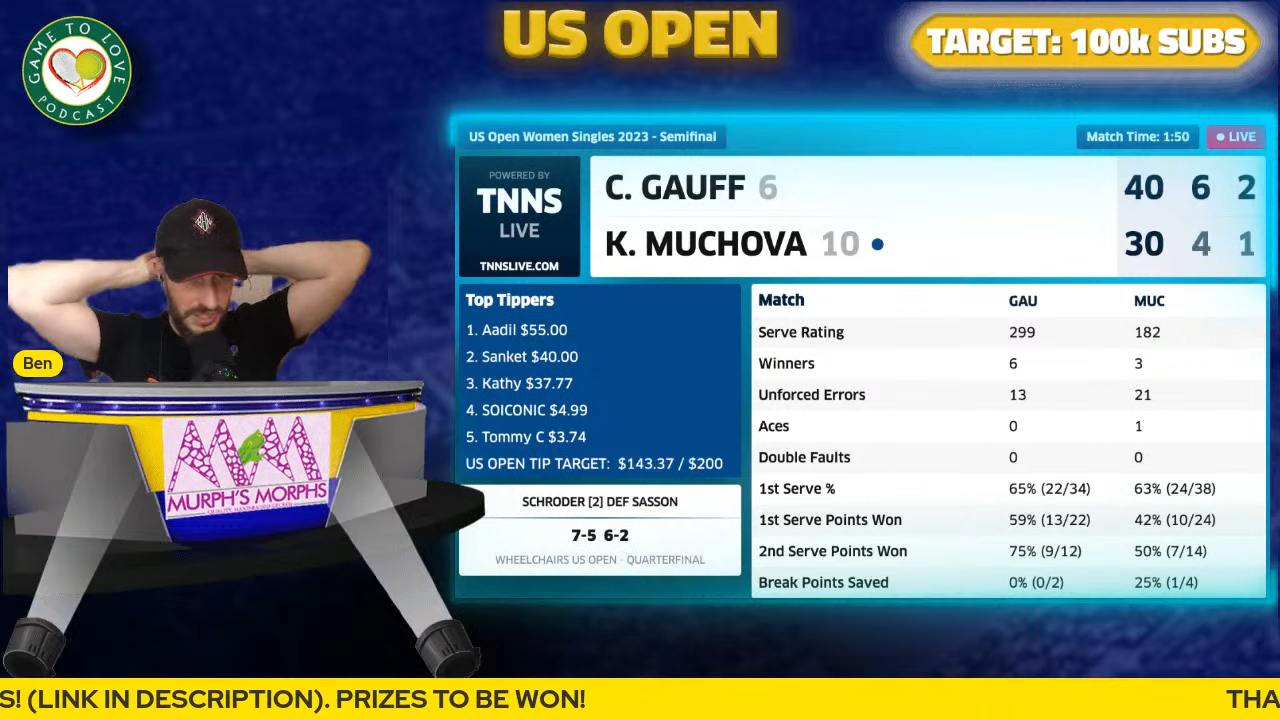 GAME TO LOVE
PODCAST
US OPEN
TARGET: 100k SUBS
US Open Women Singles 2023 - Semifinal
Match Time: 1:50
LIVE
POWERED BY
TNNS
LIVE
TNNSLIVE.COM
C. GAUFF 6 40 6 2
K. MUCHOVA 10 30 4 1
Top Tippers
1. Aadil $55.00
2. Sanket $40.00
3. Kathy $37.77
4. SOICONIC $4.99
5. Tommy C $3.74
US OPEN TIP TARGET: $143.37 / $200
SCHRODER [2] DEF SASSON
7-5 6-2
WHEELCHAIRS US OPEN - QUARTERFINAL
Match GAU MUC
Serve Rating 299 182
Winners 6 3
Unforced Errors 13 21
Aces 0 1
Double Faults 0 0
1st Serve % 65% (22/34) 63% (24/38)
1st Serve Points Won 59% (13/22) 42% (10/24)
2nd Serve Points Won 75% (9/12) 50% (7/14)
Break Points Saved 0% (0/2) 25% (1/4)
Ben
MM
MURPH'S MORPHS
S! (LINK IN DESCRIPTION). PRIZES TO BE WON! THA